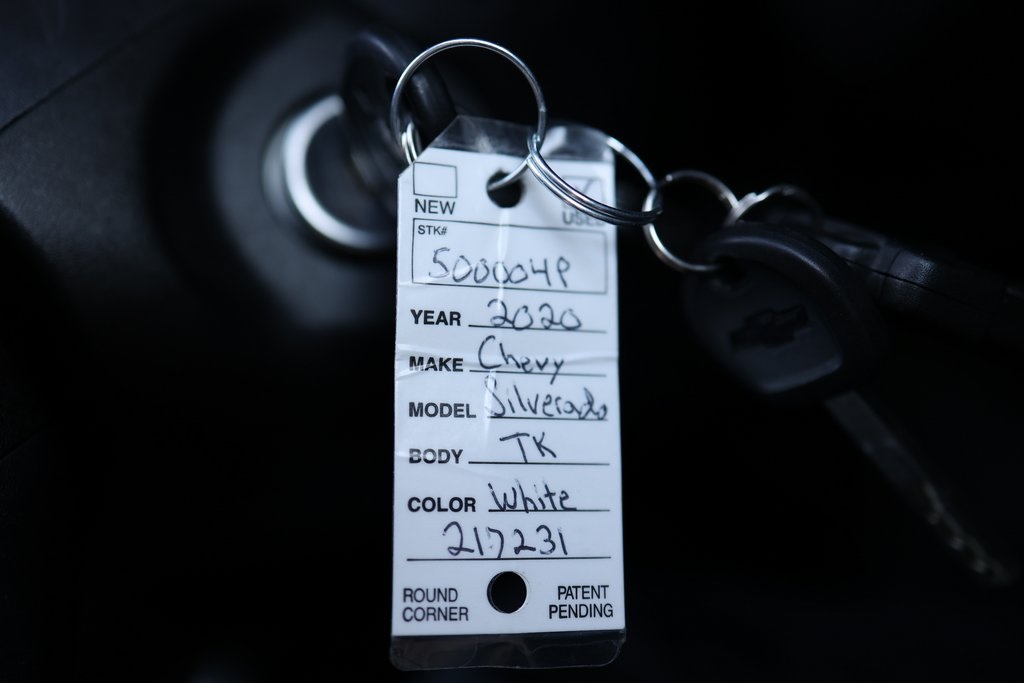 NEW USED
STK#
500004P
YEAR 2020
MAKE Chevy
MODEL Silverado
BODY TK
COLOR White
217231
ROUND CORNER
PATENT PENDING